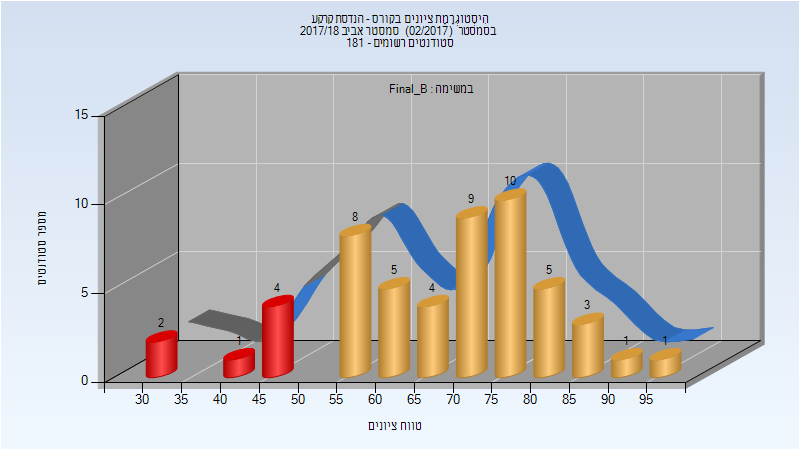 היסטוגרמת ציונים בקורס - הנדסת קרקע
בסמסטר (02/2017) סמסטר אביב 2017/18
סטודנטים רשומים - 181
במשימה : Final_B
מספר סטודנטים
15
10
5
0
2
1
4
8
5
4
9
10
5
3
1
1
30 35 40 45 50 55 60 65 70 75 80 85 90 95
טווח ציונים